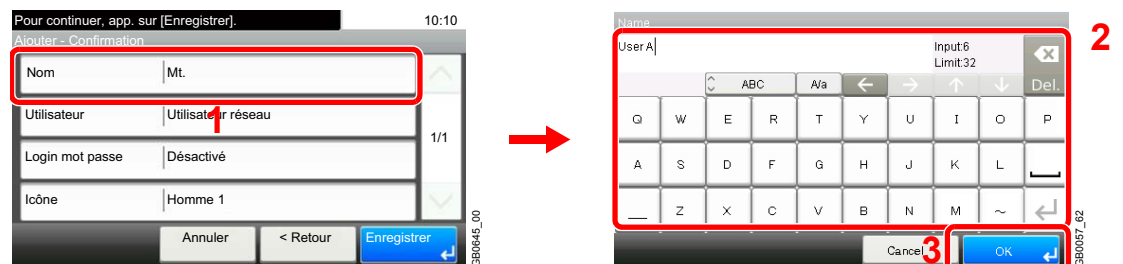 Pour continuer, app. sur [Enregistrer]. 10:10
Ajouter - Confirmation
Nom Mt.
Utilisateur Utilisateur réseau
1
1/1
Login mot passe Désactivé
Icône Homme 1
Annuler < Retour Enregistrer
GB0645_00
Name
2
User A
Input:6
Limit:32
ABC A/a Del.
Q W E R T Y U I O P
A S D F G H J K L
_ Z X C V B N M ~
Cancel 3 OK
GB0057_62